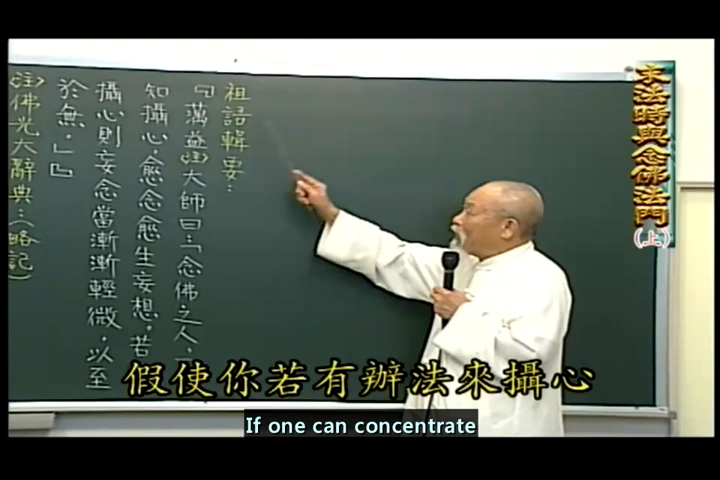 末法時與念佛法門
(上)
祖語輯要：
『蕅益(注)大師曰：「念佛之人，
知攝心，愈念愈生妄想。若
攝心則妄念當漸漸輕微，以至
於無。」』
(注)佛光大辭典：（略記）
假使你若有辦法來攝心
If one can concentrate